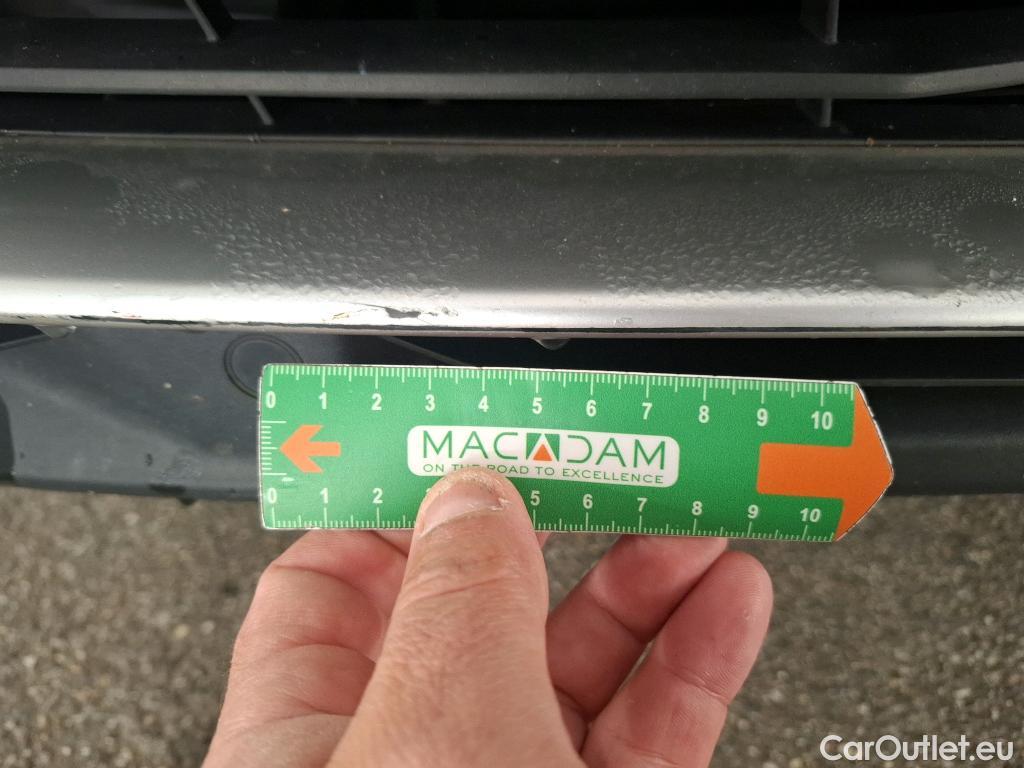 0 1 2 3 4 5 6 7 8 9 10
MACADAM
ON THE ROAD TO EXCELLENCE
0 1 2 5 6 7 8 9 10
CarOutlet.eu